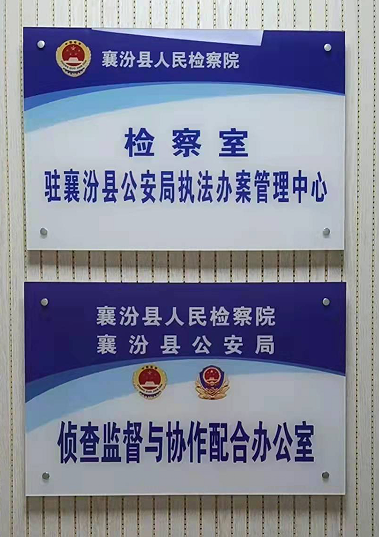 襄汾县人民检察院
检察室
驻襄汾县公安局执法办案管理中心
襄汾县人民检察院
襄汾县公安局
侦查监督与协作配合办公室